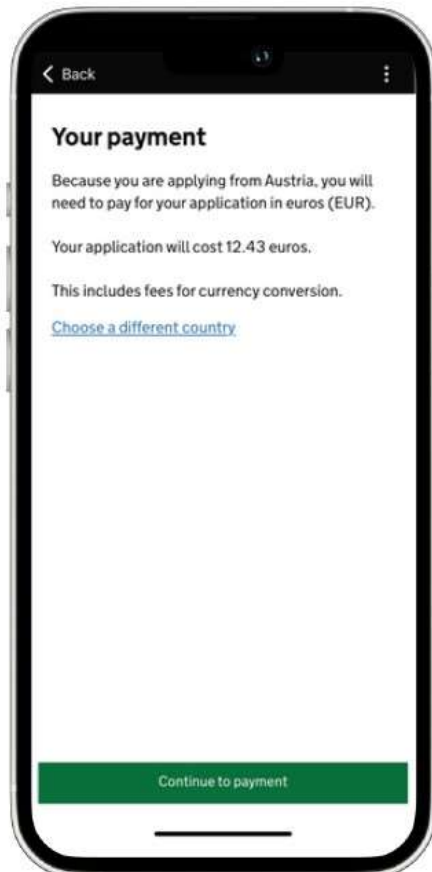 Back
Your payment
Because you are applying from Austria, you will
need to pay for your application in euros (EUR).
Your application will cost 12.43 euros.
This includes fees for currency conversion.
Choose a different country
Continue to payment